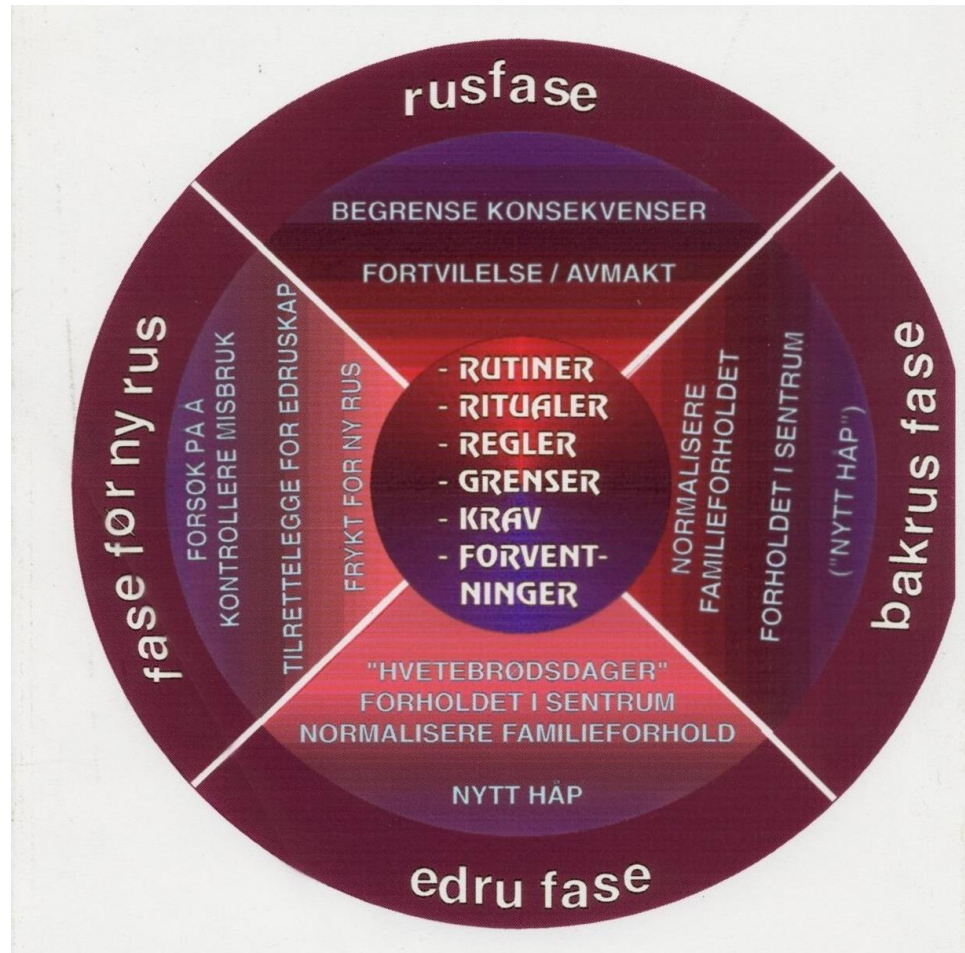 rusfase
BEGRENSE KONSEKVENSER
FORTVILELSE / AVMAKT
bakrus fase
NORMALISERE
FAMILIEFORHOLDET
FORHOLDET I SENTRUM
("NYTT HÅP")
edru fase
"HVETEBRØDSDAGER"
FORHOLDET I SENTRUM
NORMALISERE FAMILIEFORHOLD
NYTT HÅP
fase før ny rus
FORSOK PA A
KONTROLLERE MISBRUK
TILRETTELEGGE FOR EDRUSKAP
FRYKT FOR NY RUS
- RUTINER
- RITUALER
- REGLER
- GRENSER
- KRAV
- FORVENT-
NINGER